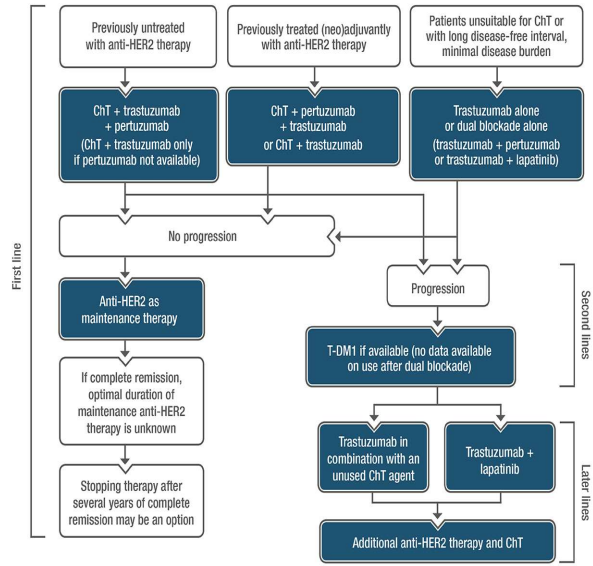 Previously untreated
with anti-HER2 therapy
Previously treated (neo)adjuvantly
with anti-HER2 therapy
Patients unsuitable for ChT or
with long disease-free interval,
minimal disease burden
ChT + trastuzumab
+ pertuzumab
(ChT + trastuzumab only
if pertuzumab not available)
ChT + pertuzumab
+ trastuzumab
or ChT + trastuzumab
Trastuzumab alone
or dual blockade alone
(trastuzumab + pertuzumab
or trastuzumab + lapatinib)
No progression
First line
Progression
Second lines
Anti-HER2 as
maintenance therapy
T-DM1 if available (no data available
on use after dual blockade)
If complete remission,
optimal duration of
maintenance anti-HER2
therapy is unknown
Trastuzumab in
combination with an
unused ChT agent
Trastuzumab +
lapatinib
Later lines
Stopping therapy after
several years of complete
remission may be an option
Additional anti-HER2 therapy and ChT